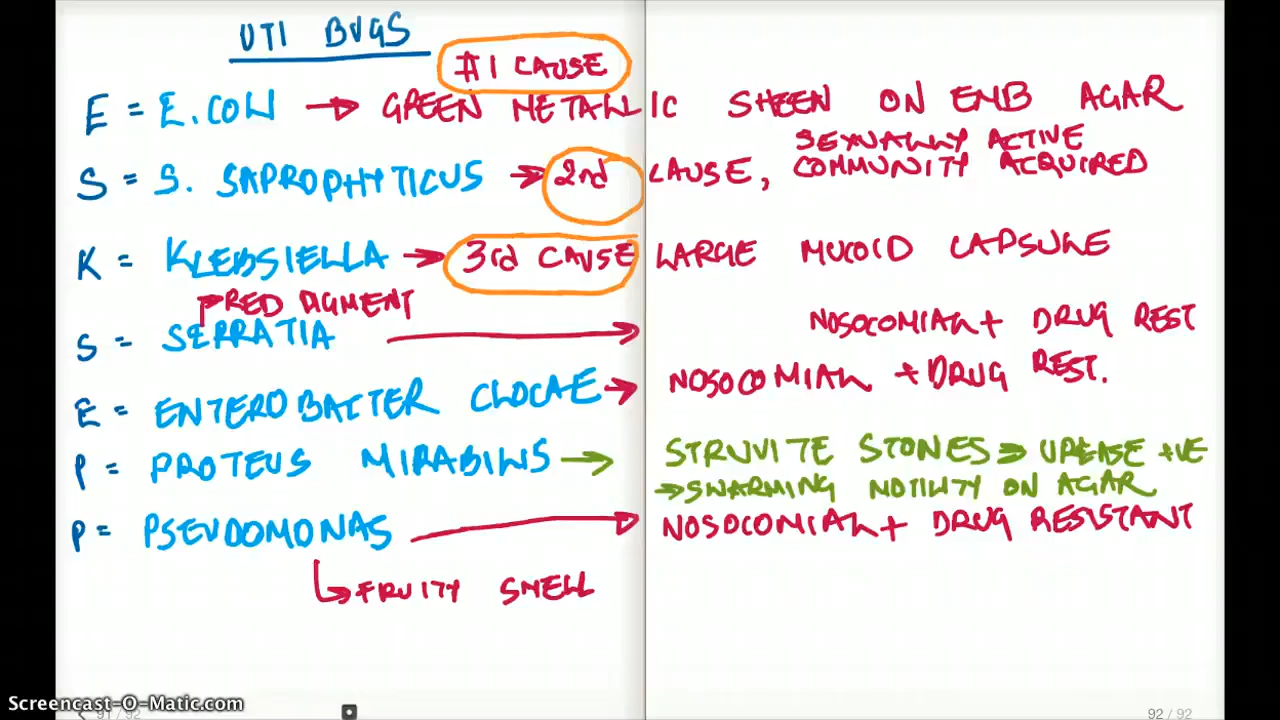 UTI BUGS
#1 CAUSE
E = E. COLI → GREEN METALLIC SHEEN ON EMB AGAR
SEXUALLY ACTIVE
S = S. SAPROPHYTICUS → 2nd CAUSE, COMMUNITY ACQUIRED
K = KLEBSIELLA → 3rd CAUSE LARGE MUCOID CAPSULE
→ RED PIGMENT
S = SERRATIA → NOSOCOMIAL + DRUG REST
E = ENTEROBACTER CLOCAE → NOSOCOMIAL + DRUG REST.
P = PROTEUS MIRABILIS → STRUVITE STONES ⇒ UREASE +VE
→ SWARMING MOTILITY ON AGAR
P = PSEUDOMONAS → NOSOCOMIAL + DRUG RESISTANT
↳ FRUITY SMELL
Screencast-O-Matic.com
91 / 92
92 / 92